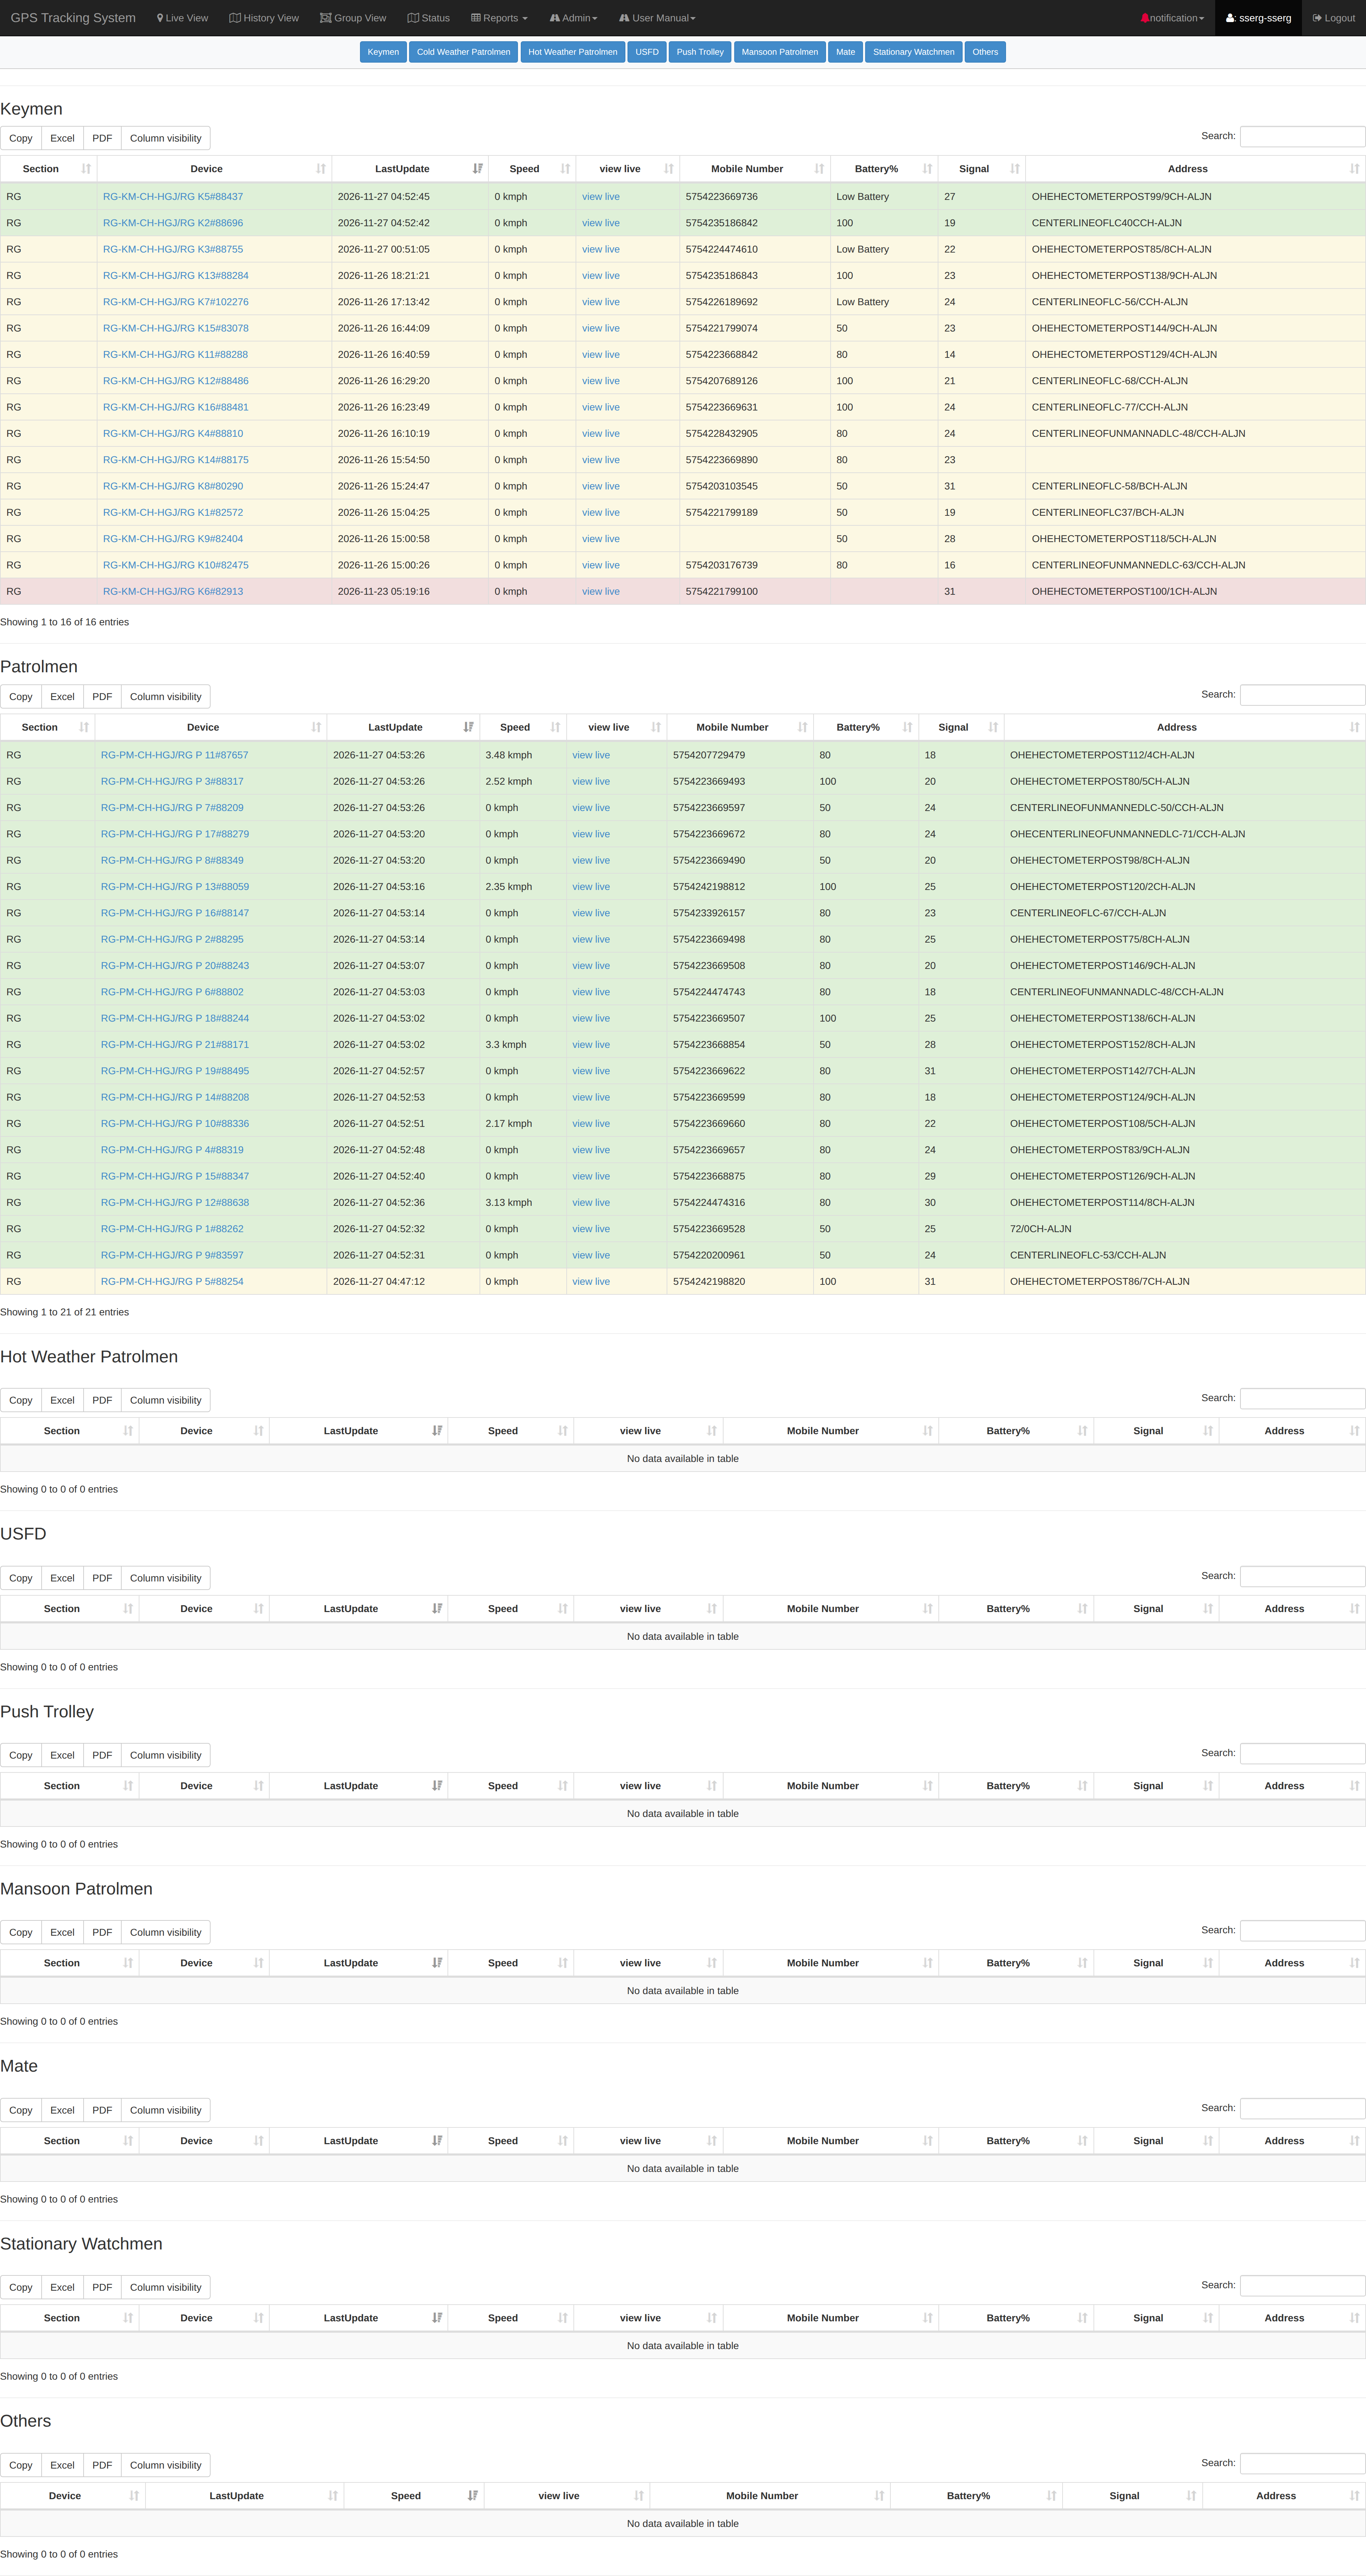 GPS Tracking System Live View History View Group View Status Reports Admin User Manual notification : sserg-sserg Logout
Keymen Cold Weather Patrolmen Hot Weather Patrolmen USFD Push Trolley Mansoon Patrolmen Mate Stationary Watchmen Others
Keymen
Copy Excel PDF Column visibility Search:
Section Device LastUpdate Speed view live Mobile Number Battery% Signal Address
RG RG-KM-CH-HGJ/RG K5#88437 2026-11-27 04:52:45 0 kmph view live 5754223669736 Low Battery 27 OHEHECTOMETERPOST99/9CH-ALJN
RG RG-KM-CH-HGJ/RG K2#88696 2026-11-27 04:52:42 0 kmph view live 5754235186842 100 19 CENTERLINEOFLC40CCH-ALJN
RG RG-KM-CH-HGJ/RG K3#88755 2026-11-27 00:51:05 0 kmph view live 5754224474610 Low Battery 22 OHEHECTOMETERPOST85/8CH-ALJN
RG RG-KM-CH-HGJ/RG K13#88284 2026-11-26 18:21:21 0 kmph view live 5754235186843 100 23 OHEHECTOMETERPOST138/9CH-ALJN
RG RG-KM-CH-HGJ/RG K7#102276 2026-11-26 17:13:42 0 kmph view live 5754226189692 Low Battery 24 CENTERLINEOFLC-56/CCH-ALJN
RG RG-KM-CH-HGJ/RG K15#83078 2026-11-26 16:44:09 0 kmph view live 5754221799074 50 23 OHEHECTOMETERPOST144/9CH-ALJN
RG RG-KM-CH-HGJ/RG K11#88288 2026-11-26 16:40:59 0 kmph view live 5754223668842 80 14 OHEHECTOMETERPOST129/4CH-ALJN
RG RG-KM-CH-HGJ/RG K12#88486 2026-11-26 16:29:20 0 kmph view live 5754207689126 100 21 CENTERLINEOFLC-68/CCH-ALJN
RG RG-KM-CH-HGJ/RG K16#88481 2026-11-26 16:23:49 0 kmph view live 5754223669631 100 24 CENTERLINEOFLC-77/CCH-ALJN
RG RG-KM-CH-HGJ/RG K4#88810 2026-11-26 16:10:19 0 kmph view live 5754228432905 80 24 CENTERLINEOFUNMANNADLC-48/CCH-ALJN
RG RG-KM-CH-HGJ/RG K14#88175 2026-11-26 15:54:50 0 kmph view live 5754223669890 80 23
RG RG-KM-CH-HGJ/RG K8#80290 2026-11-26 15:24:47 0 kmph view live 5754203103545 50 31 CENTERLINEOFLC-58/BCH-ALJN
RG RG-KM-CH-HGJ/RG K1#82572 2026-11-26 15:04:25 0 kmph view live 5754221799189 50 19 CENTERLINEOFLC37/BCH-ALJN
RG RG-KM-CH-HGJ/RG K9#82404 2026-11-26 15:00:58 0 kmph view live 50 28 OHEHECTOMETERPOST118/5CH-ALJN
RG RG-KM-CH-HGJ/RG K10#82475 2026-11-26 15:00:26 0 kmph view live 5754203176739 80 16 CENTERLINEOFUNMANNEDLC-63/CCH-ALJN
RG RG-KM-CH-HGJ/RG K6#82913 2026-11-23 05:19:16 0 kmph view live 5754221799100 31 OHEHECTOMETERPOST100/1CH-ALJN
Showing 1 to 16 of 16 entries
Patrolmen
Copy Excel PDF Column visibility Search:
Section Device LastUpdate Speed view live Mobile Number Battery% Signal Address
RG RG-PM-CH-HGJ/RG P 11#87657 2026-11-27 04:53:26 3.48 kmph view live 5754207729479 80 18 OHEHECTOMETERPOST112/4CH-ALJN
RG RG-PM-CH-HGJ/RG P 3#88317 2026-11-27 04:53:26 2.52 kmph view live 5754223669493 100 20 OHEHECTOMETERPOST80/5CH-ALJN
RG RG-PM-CH-HGJ/RG P 7#88209 2026-11-27 04:53:26 0 kmph view live 5754223669597 50 24 CENTERLINEOFUNMANNEDLC-50/CCH-ALJN
RG RG-PM-CH-HGJ/RG P 17#88279 2026-11-27 04:53:20 0 kmph view live 5754223669672 80 24 OHECENTERLINEOFUNMANNEDLC-71/CCH-ALJN
RG RG-PM-CH-HGJ/RG P 8#88349 2026-11-27 04:53:20 0 kmph view live 5754223669490 50 20 OHEHECTOMETERPOST98/8CH-ALJN
RG RG-PM-CH-HGJ/RG P 13#88059 2026-11-27 04:53:16 2.35 kmph view live 5754242198812 100 25 OHEHECTOMETERPOST120/2CH-ALJN
RG RG-PM-CH-HGJ/RG P 16#88147 2026-11-27 04:53:14 0 kmph view live 5754233926157 80 23 CENTERLINEOFLC-67/CCH-ALJN
RG RG-PM-CH-HGJ/RG P 2#88295 2026-11-27 04:53:14 0 kmph view live 5754223669498 80 25 OHEHECTOMETERPOST75/8CH-ALJN
RG RG-PM-CH-HGJ/RG P 20#88243 2026-11-27 04:53:07 0 kmph view live 5754223669508 80 20 OHEHECTOMETERPOST146/9CH-ALJN
RG RG-PM-CH-HGJ/RG P 6#88802 2026-11-27 04:53:03 0 kmph view live 5754224474743 80 18 CENTERLINEOFUNMANNADLC-48/CCH-ALJN
RG RG-PM-CH-HGJ/RG P 18#88244 2026-11-27 04:53:02 0 kmph view live 5754223669507 100 25 OHEHECTOMETERPOST138/6CH-ALJN
RG RG-PM-CH-HGJ/RG P 21#88171 2026-11-27 04:53:02 3.3 kmph view live 5754223668854 50 28 OHEHECTOMETERPOST152/8CH-ALJN
RG RG-PM-CH-HGJ/RG P 19#88495 2026-11-27 04:52:57 0 kmph view live 5754223669622 80 31 OHEHECTOMETERPOST142/7CH-ALJN
RG RG-PM-CH-HGJ/RG P 14#88208 2026-11-27 04:52:53 0 kmph view live 5754223669599 80 18 OHEHECTOMETERPOST124/9CH-ALJN
RG RG-PM-CH-HGJ/RG P 10#88336 2026-11-27 04:52:51 2.17 kmph view live 5754223669660 80 22 OHEHECTOMETERPOST108/5CH-ALJN
RG RG-PM-CH-HGJ/RG P 4#88319 2026-11-27 04:52:48 0 kmph view live 5754223669657 80 24 OHEHECTOMETERPOST83/9CH-ALJN
RG RG-PM-CH-HGJ/RG P 15#88347 2026-11-27 04:52:40 0 kmph view live 5754223668875 80 29 OHEHECTOMETERPOST126/9CH-ALJN
RG RG-PM-CH-HGJ/RG P 12#88638 2026-11-27 04:52:36 3.13 kmph view live 5754224474316 80 30 OHEHECTOMETERPOST114/8CH-ALJN
RG RG-PM-CH-HGJ/RG P 1#88262 2026-11-27 04:52:32 0 kmph view live 5754223669528 50 25 72/0CH-ALJN
RG RG-PM-CH-HGJ/RG P 9#83597 2026-11-27 04:52:31 0 kmph view live 5754220200961 50 24 CENTERLINEOFLC-53/CCH-ALJN
RG RG-PM-CH-HGJ/RG P 5#88254 2026-11-27 04:47:12 0 kmph view live 5754242198820 100 31 OHEHECTOMETERPOST86/7CH-ALJN
Showing 1 to 21 of 21 entries
Hot Weather Patrolmen
Copy Excel PDF Column visibility Search:
Section Device LastUpdate Speed view live Mobile Number Battery% Signal Address
No data available in table
Showing 0 to 0 of 0 entries
USFD
Copy Excel PDF Column visibility Search:
Section Device LastUpdate Speed view live Mobile Number Battery% Signal Address
No data available in table
Showing 0 to 0 of 0 entries
Push Trolley
Copy Excel PDF Column visibility Search:
Section Device LastUpdate Speed view live Mobile Number Battery% Signal Address
No data available in table
Showing 0 to 0 of 0 entries
Mansoon Patrolmen
Copy Excel PDF Column visibility Search:
Section Device LastUpdate Speed view live Mobile Number Battery% Signal Address
No data available in table
Showing 0 to 0 of 0 entries
Mate
Copy Excel PDF Column visibility Search:
Section Device LastUpdate Speed view live Mobile Number Battery% Signal Address
No data available in table
Showing 0 to 0 of 0 entries
Stationary Watchmen
Copy Excel PDF Column visibility Search:
Section Device LastUpdate Speed view live Mobile Number Battery% Signal Address
No data available in table
Showing 0 to 0 of 0 entries
Others
Copy Excel PDF Column visibility Search:
Device LastUpdate Speed view live Mobile Number Battery% Signal Address
No data available in table
Showing 0 to 0 of 0 entries